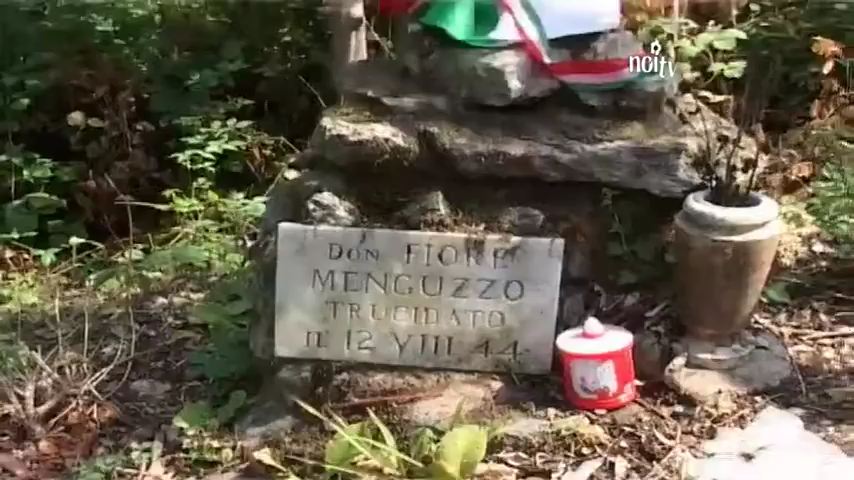 noitv
DON FIORE
MENGUZZO
TRUCIDATO
IL 12 VIII 44